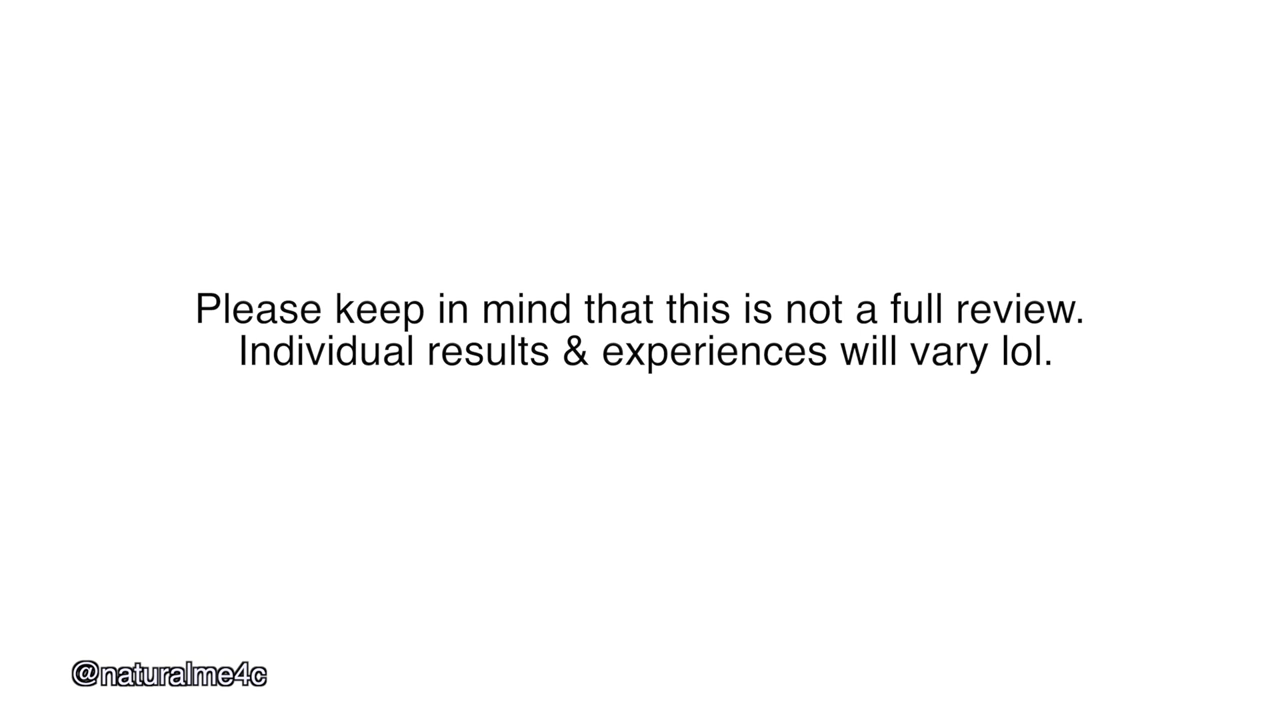 Please keep in mind that this is not a full review.
Individual results & experiences will vary lol.
@naturalme4c